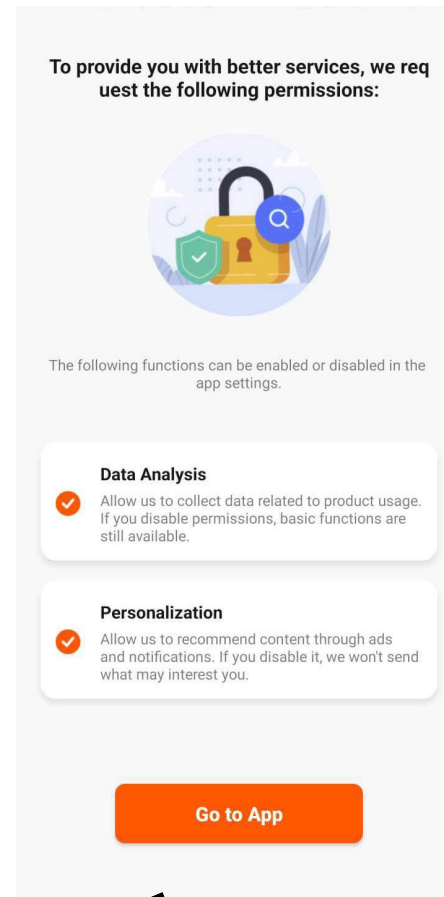 To provide you with better services, we req
uest the following permissions:
The following functions can be enabled or disabled in the
app settings.
Data Analysis
Allow us to collect data related to product usage.
If you disable permissions, basic functions are
still available.
Personalization
Allow us to recommend content through ads
and notifications. If you disable it, we won't send
what may interest you.
Go to App